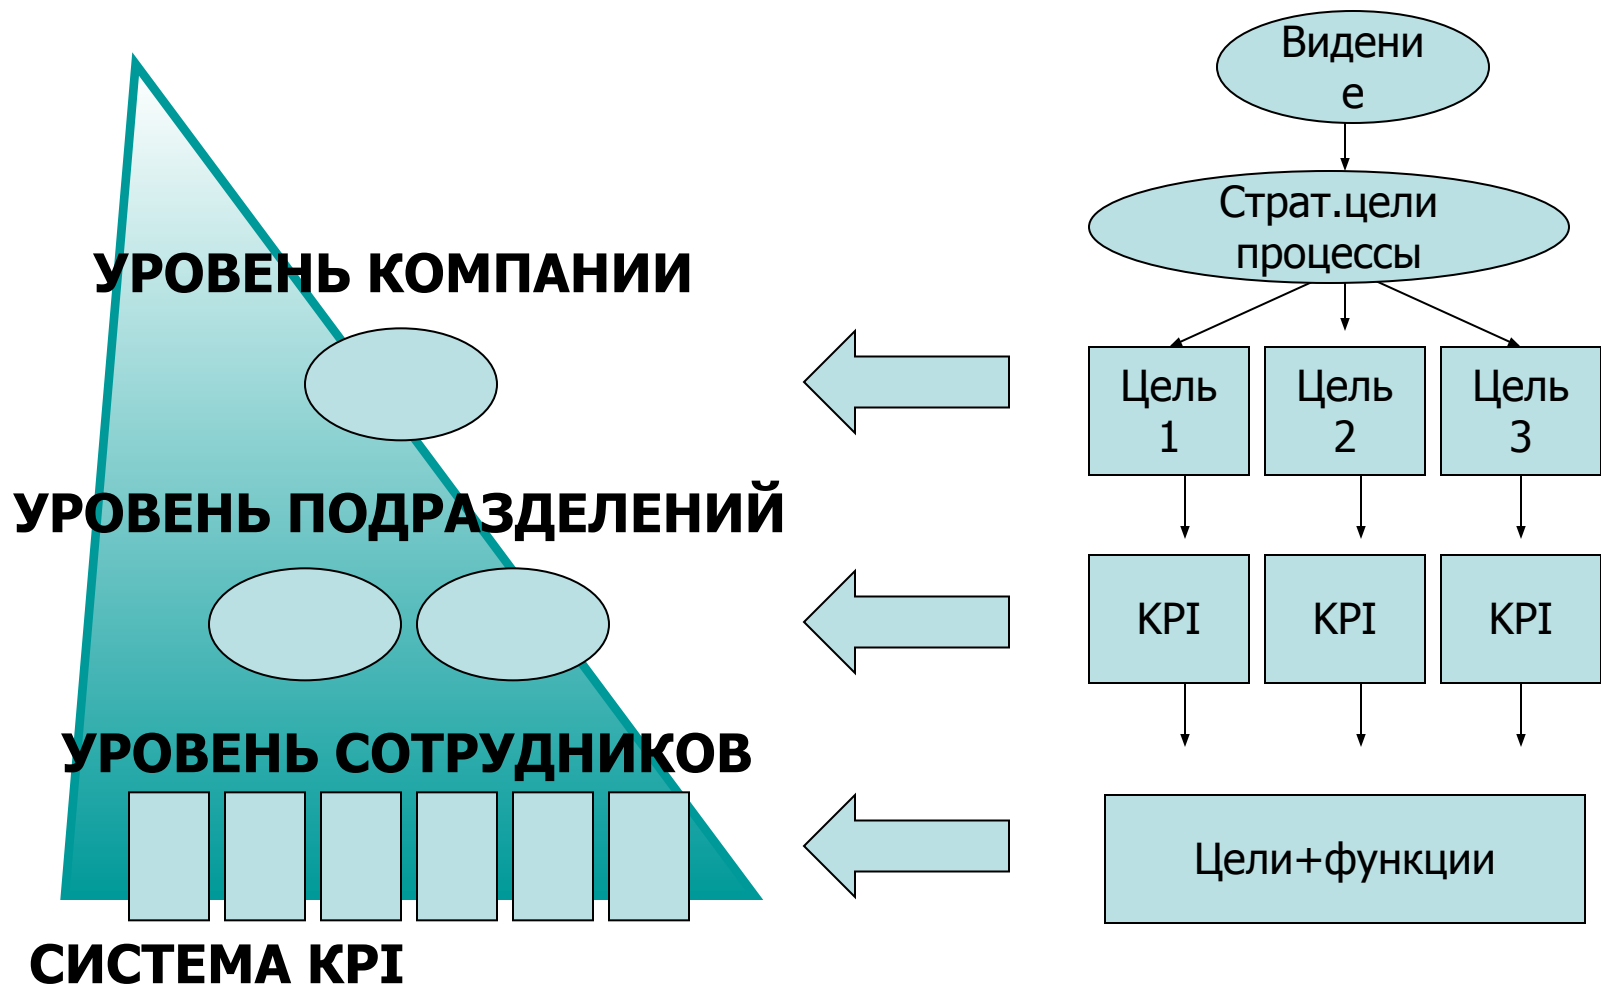 Видени
е
Страт.цели
процессы
УРОВЕНЬ КОМПАНИИ
Цель
1
Цель
2
Цель
3
УРОВЕНЬ ПОДРАЗДЕЛЕНИЙ
KPI
KPI
KPI
УРОВЕНЬ СОТРУДНИКОВ
Цели+функции
СИСТЕМА KPI